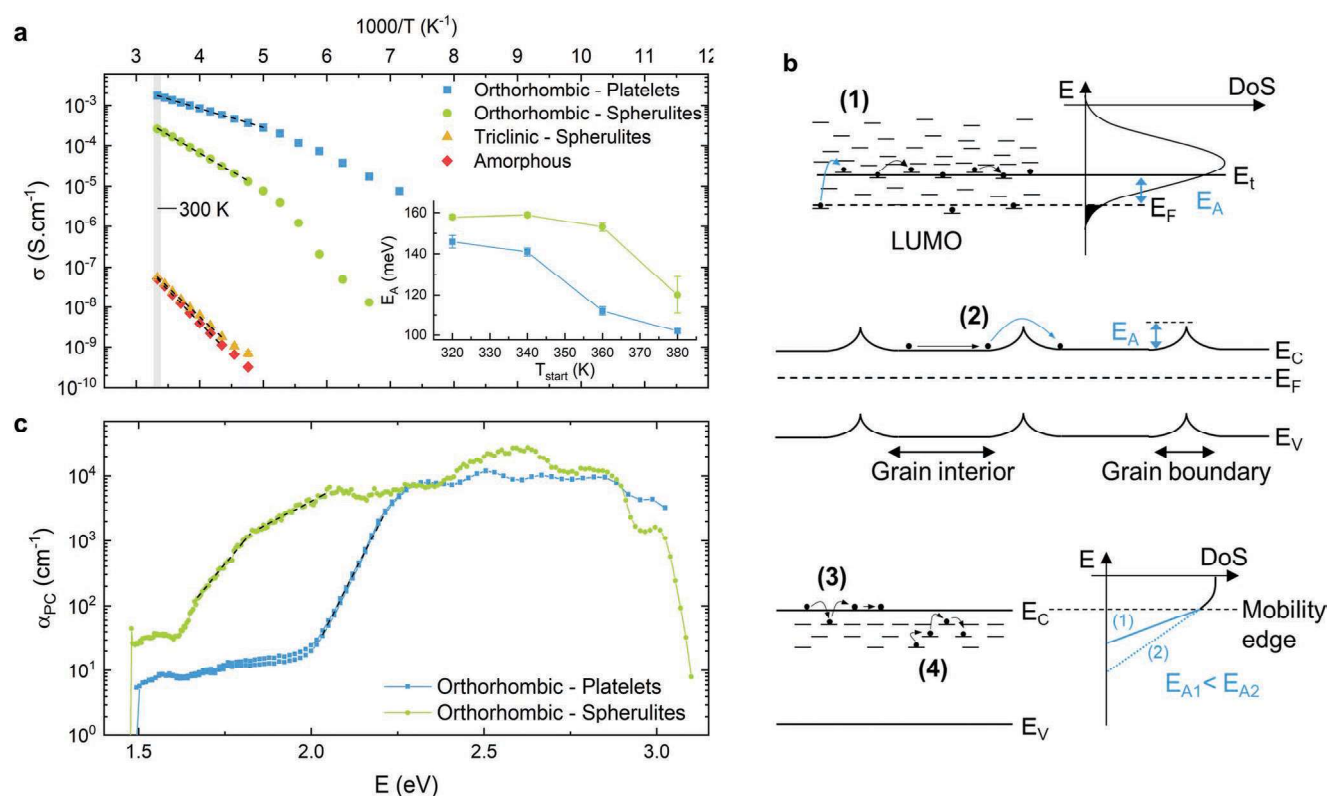 a
1000/T (K⁻¹)
3 4 5 6 7 8 9 10 11 12
σ (S.cm⁻¹)
10⁻³
10⁻⁴
10⁻⁵
10⁻⁶
10⁻⁷
10⁻⁸
10⁻⁹
10⁻¹⁰
Orthorhombic - Platelets
Orthorhombic - Spherulites
Triclinic - Spherulites
Amorphous
300 K
E_A (meV)
160
140
120
100
320 330 340 350 360 370 380
T_start (K)
b
(1)
LUMO
E
DoS
E_t
E_F
E_A
(2)
E_A
E_C
E_F
E_V
Grain interior
Grain boundary
(3)
(4)
E_C
E_V
E
DoS
Mobility
edge
(1)
(2)
E_A1 < E_A2
c
α_PC (cm⁻¹)
10⁴
10³
10²
10¹
10⁰
Orthorhombic - Platelets
Orthorhombic - Spherulites
1.5 2.0 2.5 3.0
E (eV)